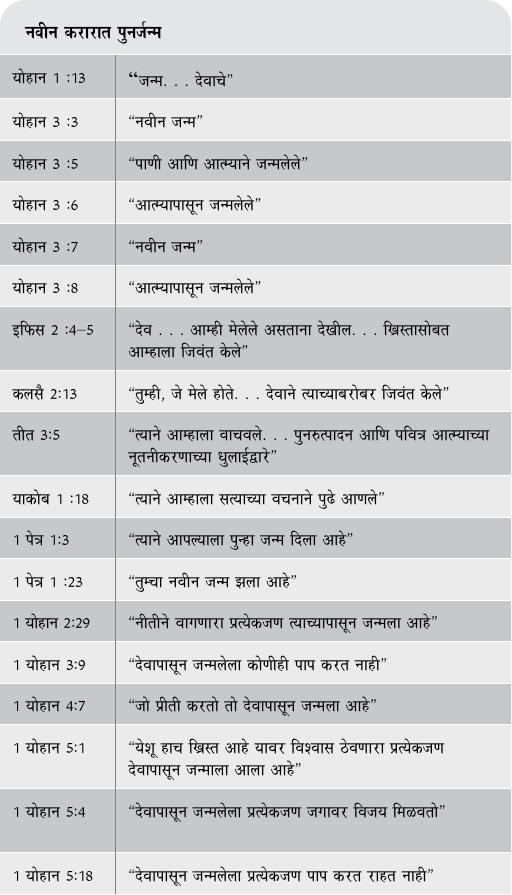 नवीन करारात पुनर्जन्म
योहान 1 :13 “जन्म. . . देवाचे”
योहान 3 :3 “नवीन जन्म”
योहान 3 :5 “पाणी आणि आत्म्याने जन्मलेले”
योहान 3 :6 “आत्म्यापासून जन्मलेले”
योहान 3 :7 “नवीन जन्म”
योहान 3 :8 “आत्म्यापासून जन्मलेले”
इफिस 2 :4–5 “देव . . . आम्ही मेलेले असताना देखील. . . ख्रिस्तासोबत
आम्हाला जिवंत केले”
कलसै 2:13 “तुम्ही, जे मेले होते. . . देवाने त्याच्याबरोबर जिवंत केले”
तीत 3:5 “त्याने आम्हाला वाचवले. . . पुनरुत्पादन आणि पवित्र आत्म्याच्या
नूतनीकरणाच्या धुलाईद्वारे”
याकोब 1 :18 “त्याने आम्हाला सत्याच्या वचनाने पुढे आणले”
1 पेत्र 1:3 “त्याने आपल्याला पुन्हा जन्म दिला आहे”
1 पेत्र 1 :23 “तुम्चा नवीन जन्म झला आहे”
1 योहान 2:29 “नीतीने वागणारा प्रत्येकजण त्याच्यापासून जन्मला आहे”
1 योहान 3:9 “देवापासून जन्मलेला कोणीही पाप करत नाही”
1 योहान 4:7 “जो प्रीती करतो तो देवापासून जन्मला आहे”
1 योहान 5:1 “येशू हाच ख्रिस्त आहे यावर विश्वास ठेवणारा प्रत्येकजण
देवापासून जन्माला आला आहे”
1 योहान 5:4 “देवापासून जन्मलेला प्रत्येकजण जगावर विजय मिळवतो”
1 योहान 5:18 “देवापासून जन्मलेला प्रत्येकजण पाप करत राहत नाही”